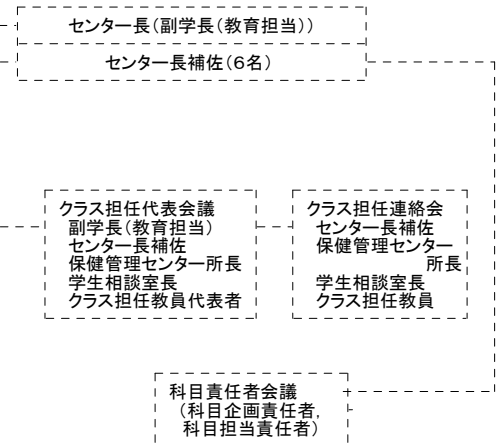 センター長(副学長(教育担当))
センター長補佐(6名)
クラス担任代表会議
副学長(教育担当)
センター長補佐
保健管理センター所長
学生相談室長
クラス担任教員代表者
クラス担任連絡会
センター長補佐
保健管理センター
所長
学生相談室長
クラス担任教員
科目責任者会議
(科目企画責任者,
科目担当責任者)